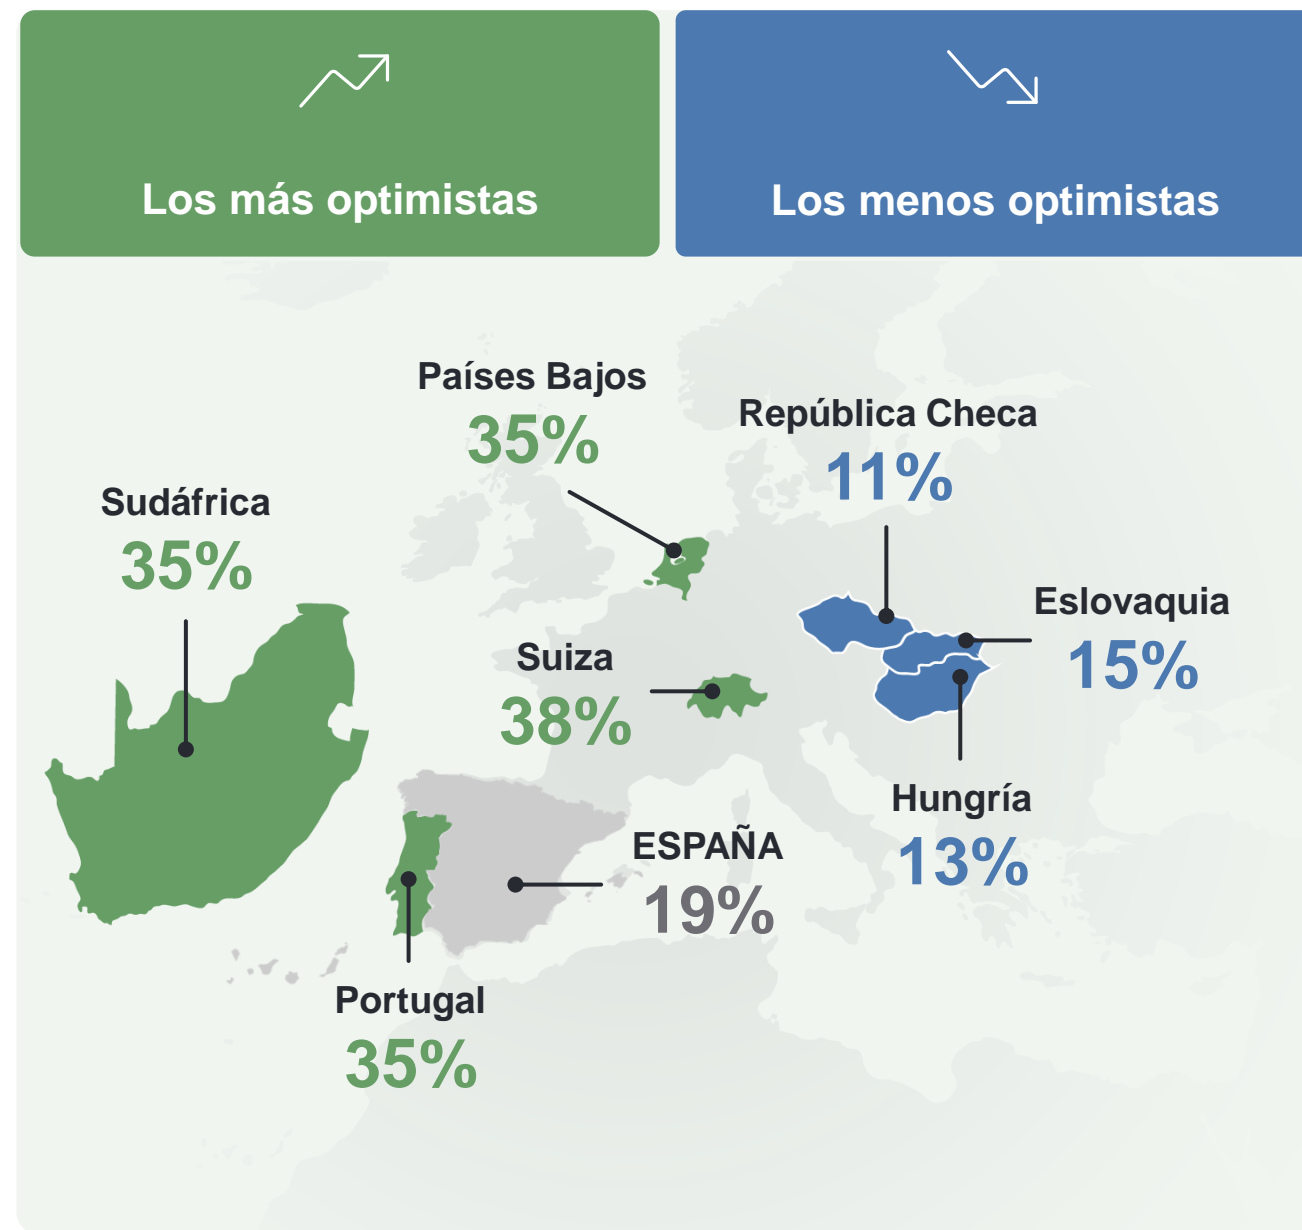 Los más optimistas
Los menos optimistas
Países Bajos
35%
República Checa
11%
Sudáfrica
35%
Eslovaquia
15%
Suiza
38%
Hungría
13%
ESPAÑA
19%
Portugal
35%